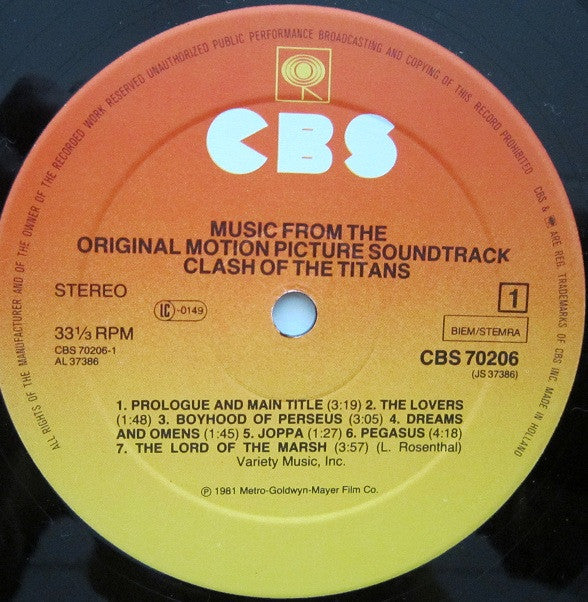 ALL RIGHTS OF THE MANUFACTURER AND OF THE OWNER OF THE RECORDED WORK RESERVED UNAUTHORIZED PUBLIC PERFORMANCE BROADCASTING AND COPYING OF THIS RECORD PROHIBITED CBS & ARE REG. TRADEMARKS OF CBS INC MADE IN HOLLAND
CBS
MUSIC FROM THE
ORIGINAL MOTION PICTURE SOUNDTRACK
CLASH OF THE TITANS
STEREO
LC-0149
1
33⅓ RPM
BIEM/STEMRA
CBS 70206-1
AL 37386
CBS 70206
(JS 37386)
1. PROLOGUE AND MAIN TITLE (3:19) 2. THE LOVERS
(1:48) 3. BOYHOOD OF PERSEUS (3:05) 4. DREAMS
AND OMENS (1:45) 5. JOPPA (1:27) 6. PEGASUS (4:18)
7. THE LORD OF THE MARSH (3:57) (L. Rosenthal)
Variety Music, Inc.
℗ 1981 Metro-Goldwyn-Mayer Film Co.